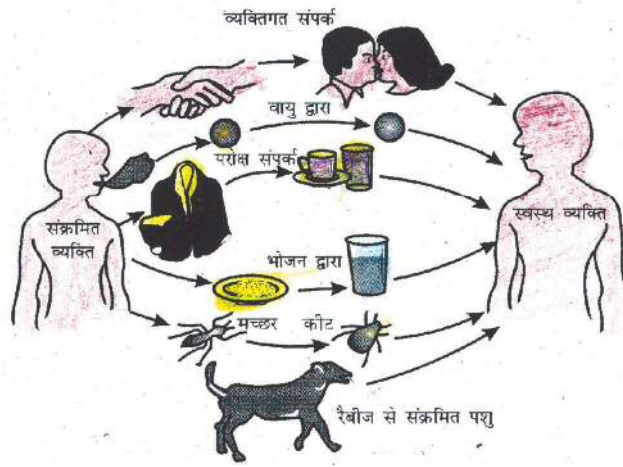 व्यक्तिगत संपर्क
वायु द्वारा
परोक्ष संपर्क
संक्रमित
व्यक्ति
स्वस्थ व्यक्ति
भोजन द्वारा
मच्छर कीट
रैबीज से संक्रमित पशु